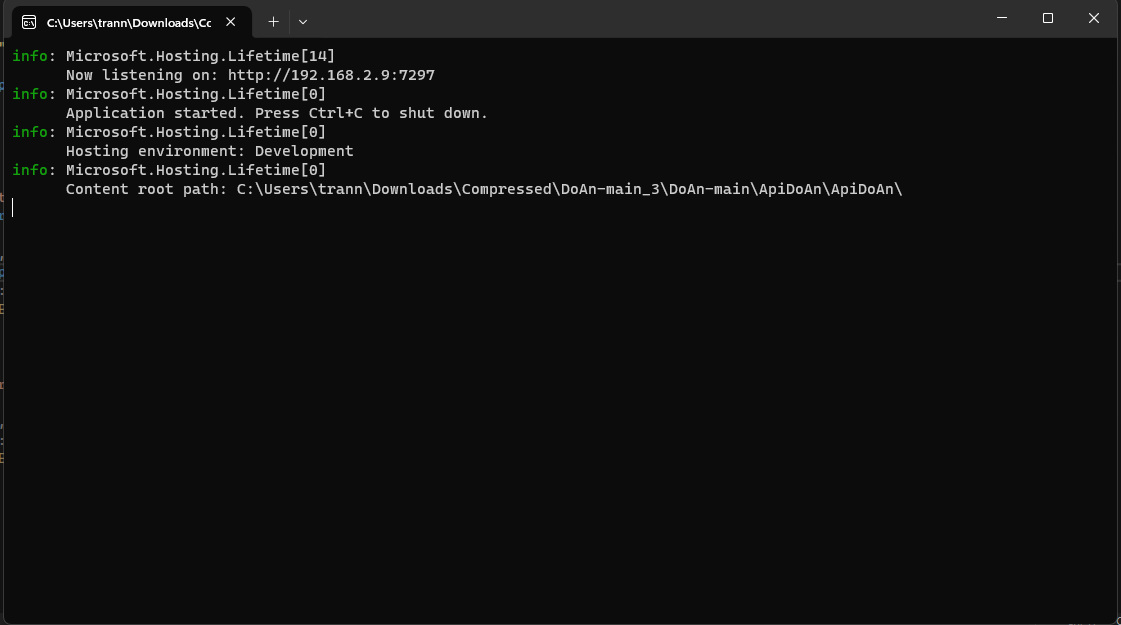 C:\Users\trann\Downloads\Cc
info: Microsoft.Hosting.Lifetime[14]
Now listening on: http://192.168.2.9:7297
info: Microsoft.Hosting.Lifetime[0]
Application started. Press Ctrl+C to shut down.
info: Microsoft.Hosting.Lifetime[0]
Hosting environment: Development
info: Microsoft.Hosting.Lifetime[0]
Content root path: C:\Users\trann\Downloads\Compressed\DoAn-main_3\DoAn-main\ApiDoAn\ApiDoAn\